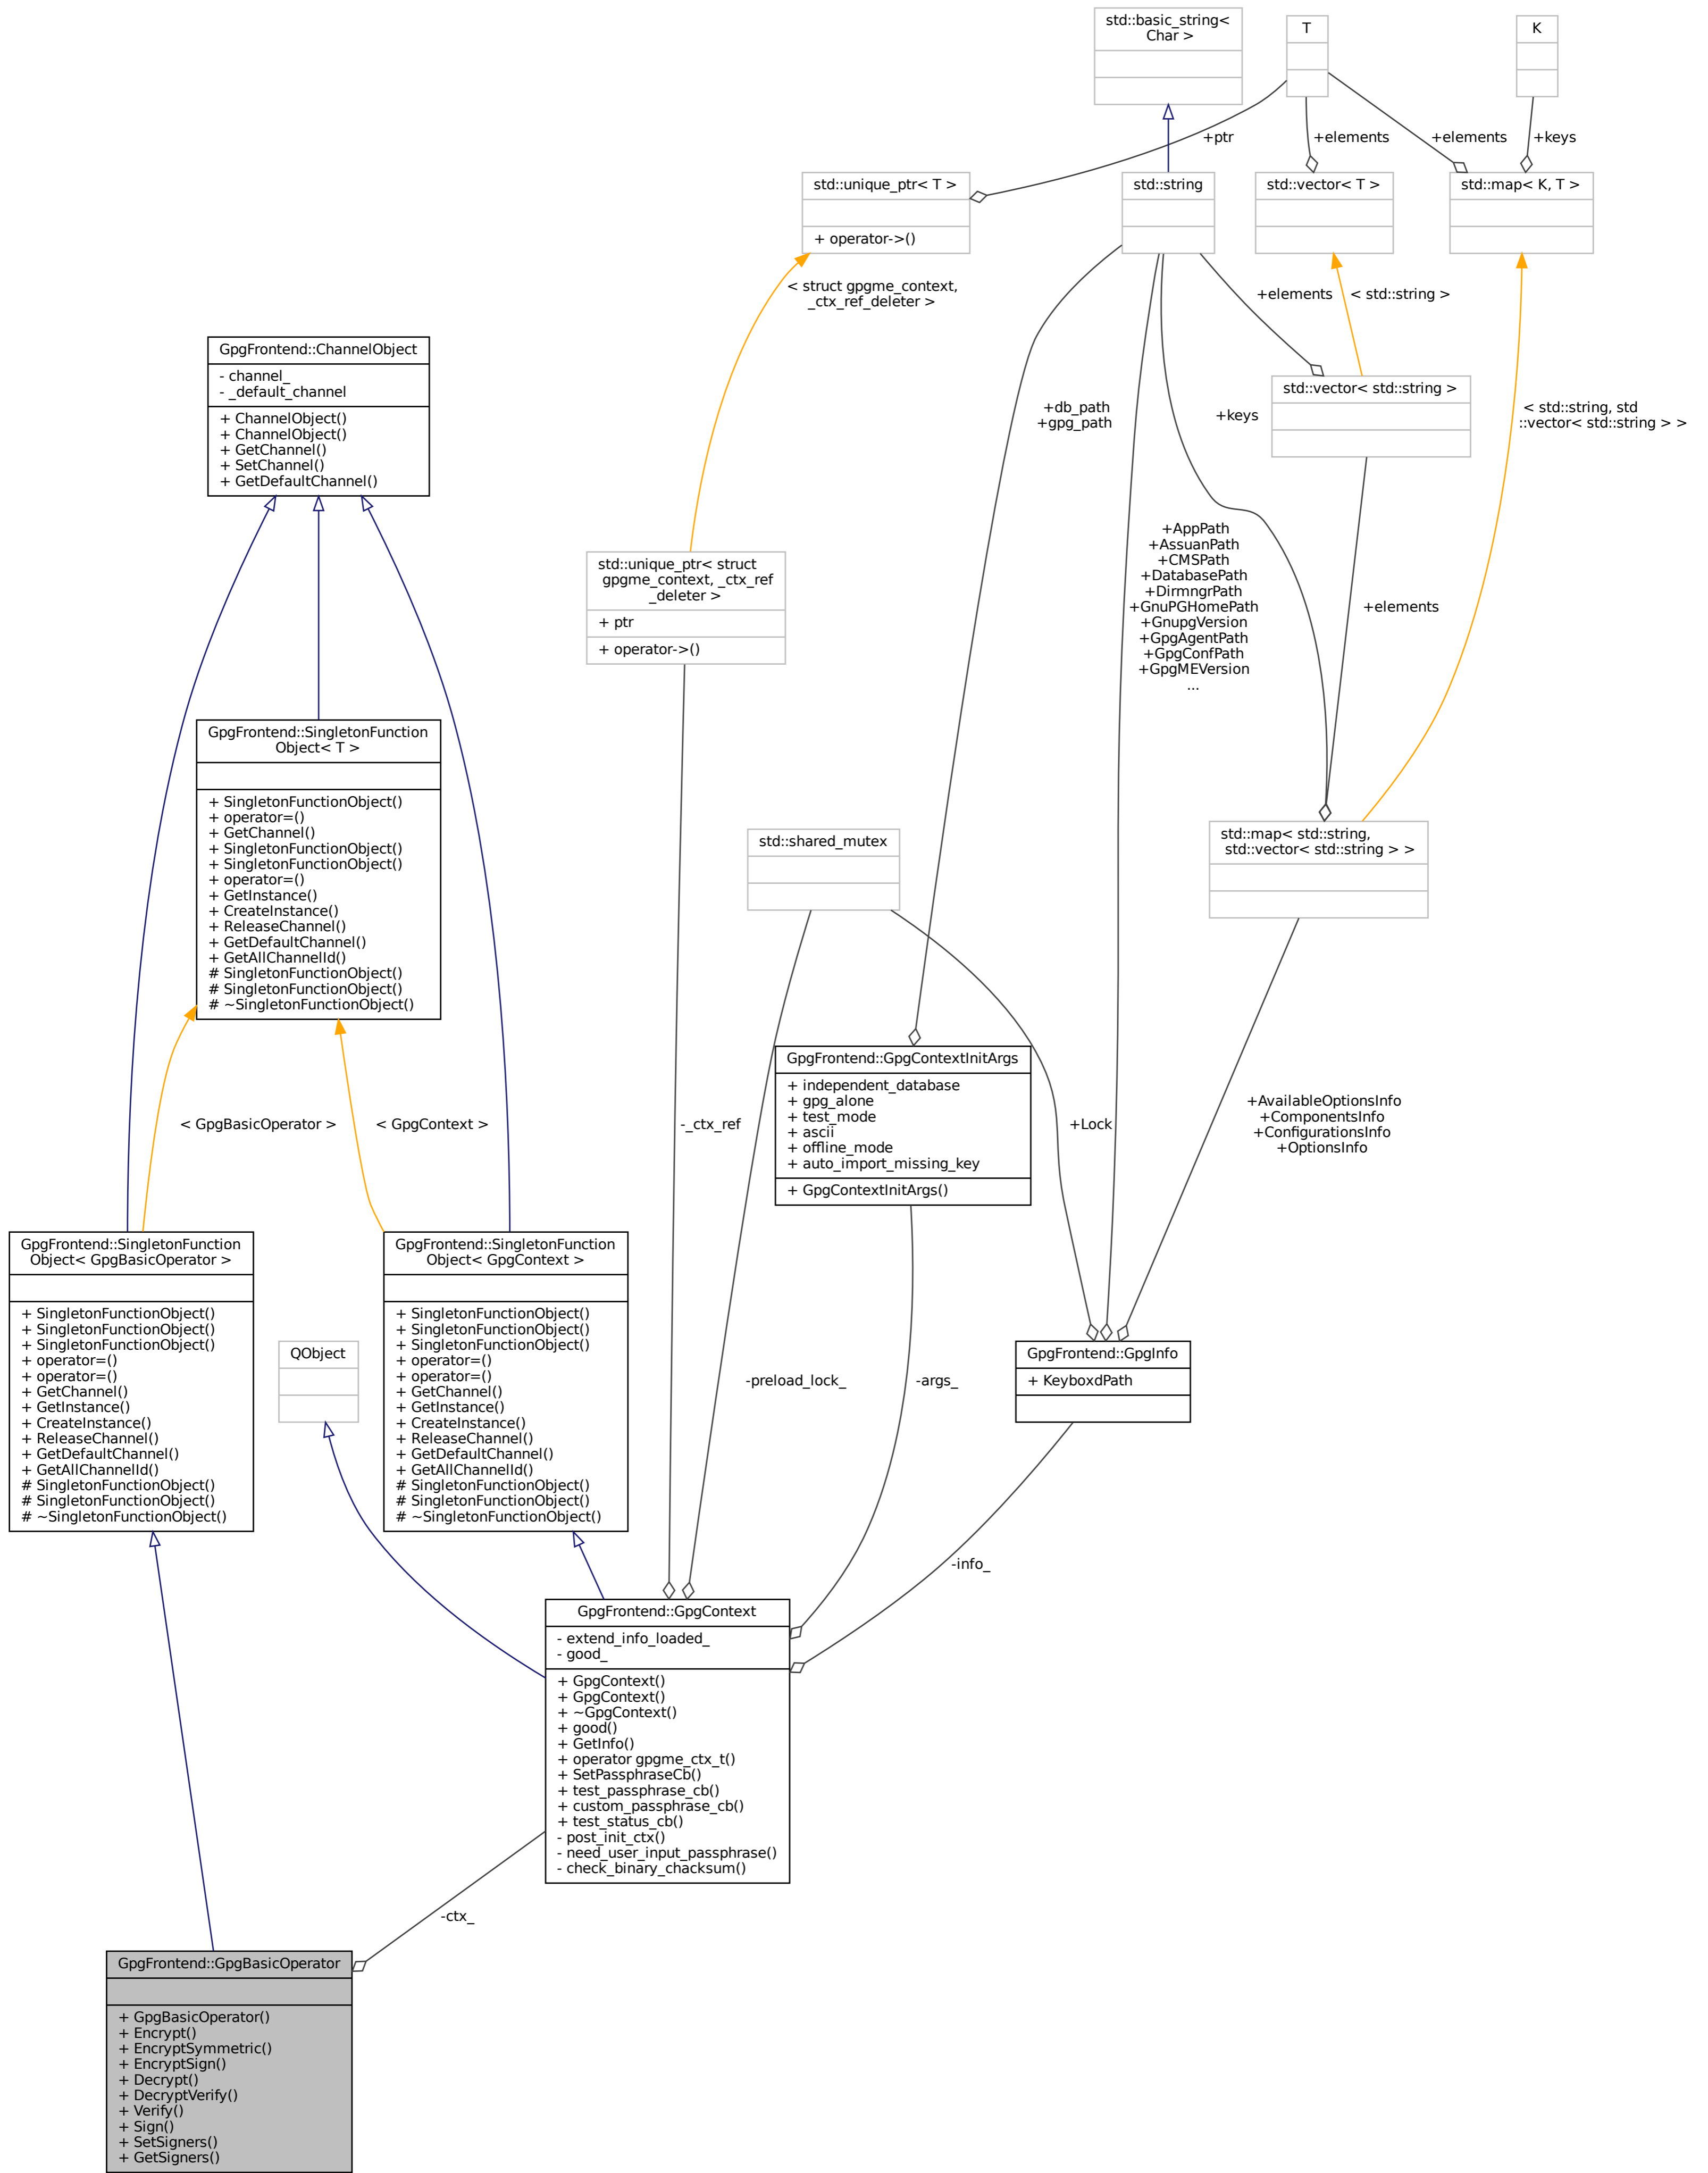 std::basic_string<
Char >
T
K
+ptr
+elements
+elements
+keys
std::unique_ptr< T >
+ operator->()
std::string
std::vector< T >
std::map< K, T >
< struct gpgme_context,
_ctx_ref_deleter >
+elements
< std::string >
GpgFrontend::ChannelObject
- channel_
- _default_channel
+ ChannelObject()
+ ChannelObject()
+ GetChannel()
+ SetChannel()
+ GetDefaultChannel()
+db_path
+gpg_path
+keys
std::vector< std::string >
< std::string, std
::vector< std::string > >
std::unique_ptr< struct
gpgme_context, _ctx_ref
_deleter >
+ ptr
+ operator->()
+AppPath
+AssuanPath
+CMSPath
+DatabasePath
+DirmngrPath
+GnuPGHomePath
+GnupgVersion
+GpgAgentPath
+GpgConfPath
+GpgMEVersion
...
+elements
GpgFrontend::SingletonFunction
Object< T >
+ SingletonFunctionObject()
+ operator=()
+ GetChannel()
+ SingletonFunctionObject()
+ SingletonFunctionObject()
+ operator=()
+ GetInstance()
+ CreateInstance()
+ ReleaseChannel()
+ GetDefaultChannel()
+ GetAllChannelId()
# SingletonFunctionObject()
# SingletonFunctionObject()
# ~SingletonFunctionObject()
std::shared_mutex
std::map< std::string,
std::vector< std::string > >
< GpgBasicOperator >
< GpgContext >
-_ctx_ref
GpgFrontend::GpgContextInitArgs
+ independent_database
+ gpg_alone
+ test_mode
+ ascii
+ offline_mode
+ auto_import_missing_key
+ GpgContextInitArgs()
+Lock
+AvailableOptionsInfo
+ComponentsInfo
+ConfigurationsInfo
+OptionsInfo
GpgFrontend::SingletonFunction
Object< GpgBasicOperator >
+ SingletonFunctionObject()
+ SingletonFunctionObject()
+ SingletonFunctionObject()
+ operator=()
+ operator=()
+ GetChannel()
+ GetInstance()
+ CreateInstance()
+ ReleaseChannel()
+ GetDefaultChannel()
+ GetAllChannelId()
# SingletonFunctionObject()
# SingletonFunctionObject()
# ~SingletonFunctionObject()
QObject
GpgFrontend::SingletonFunction
Object< GpgContext >
+ SingletonFunctionObject()
+ SingletonFunctionObject()
+ SingletonFunctionObject()
+ operator=()
+ operator=()
+ GetChannel()
+ GetInstance()
+ CreateInstance()
+ ReleaseChannel()
+ GetDefaultChannel()
+ GetAllChannelId()
# SingletonFunctionObject()
# SingletonFunctionObject()
# ~SingletonFunctionObject()
-preload_lock_
-args_
GpgFrontend::GpgInfo
+ KeyboxdPath
-info_
GpgFrontend::GpgContext
- extend_info_loaded_
- good_
+ GpgContext()
+ GpgContext()
+ ~GpgContext()
+ good()
+ GetInfo()
+ operator gpgme_ctx_t()
+ SetPassphraseCb()
+ test_passphrase_cb()
+ custom_passphrase_cb()
+ test_status_cb()
- post_init_ctx()
- need_user_input_passphrase()
- check_binary_chacksum()
-ctx_
GpgFrontend::GpgBasicOperator
+ GpgBasicOperator()
+ Encrypt()
+ EncryptSymmetric()
+ EncryptSign()
+ Decrypt()
+ DecryptVerify()
+ Verify()
+ Sign()
+ SetSigners()
+ GetSigners()